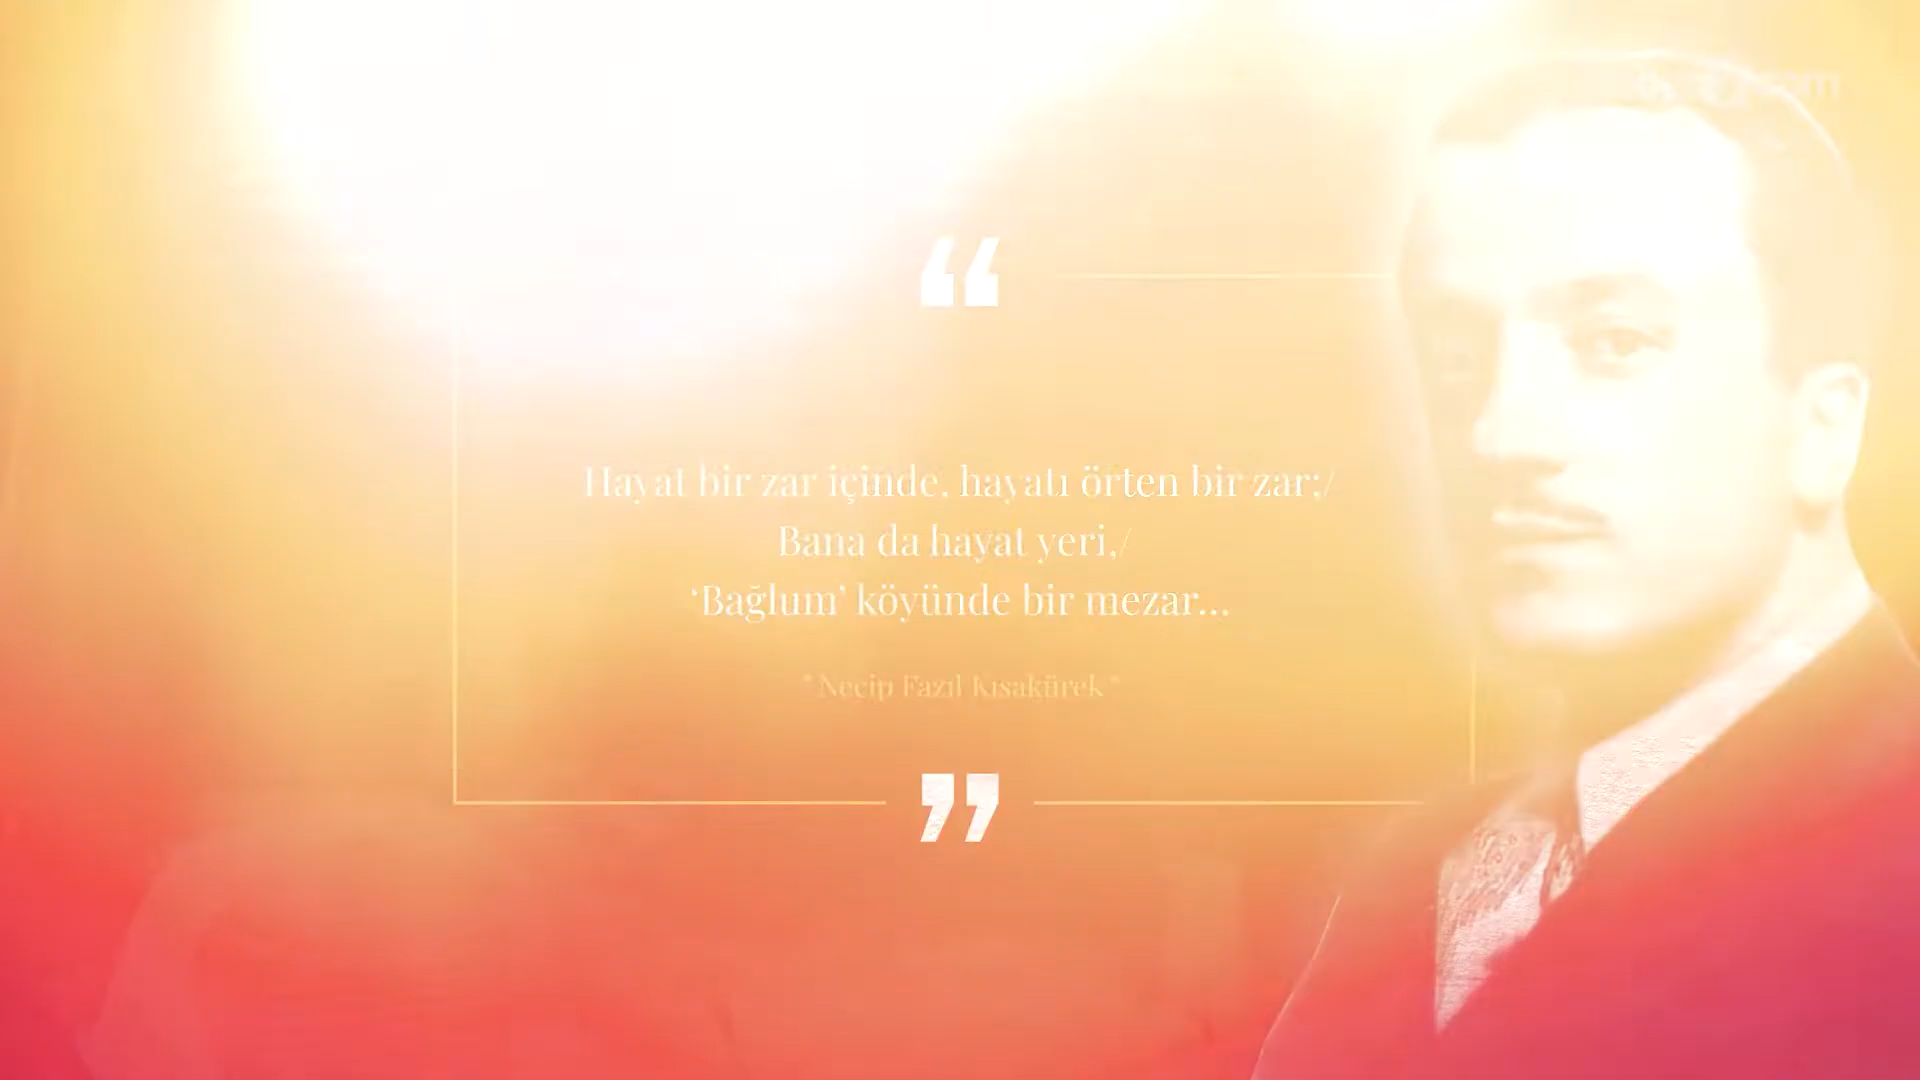 “
Hayat bir zar içinde, hayatı örten bir zar;/
Bana da hayat yeri,/
‘Bağlum’ köyünde bir mezar...
" Necip Fazıl Kısakürek "
”